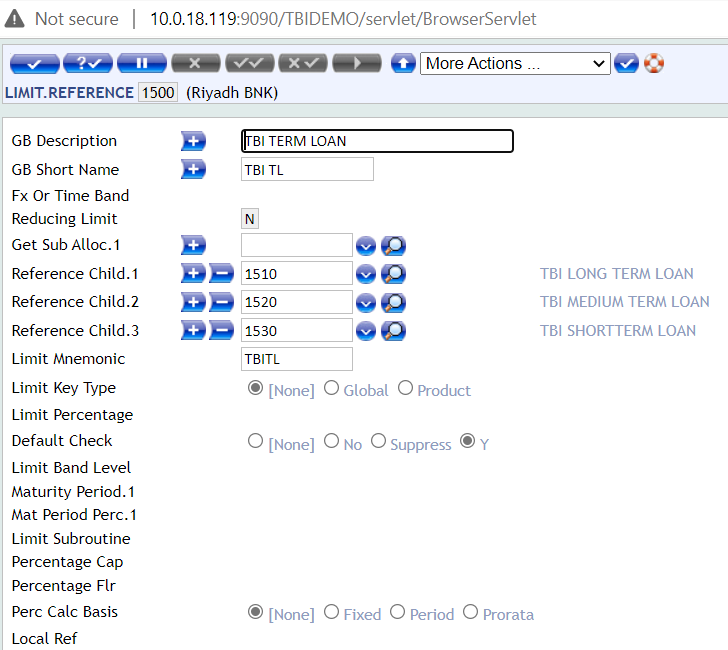 Not secure | 10.0.18.119:9090/TBIDEMO/servlet/BrowserServlet
More Actions ...
LIMIT.REFERENCE 1500 (Riyadh BNK)
GB Description TBI TERM LOAN
GB Short Name TBI TL
Fx Or Time Band
Reducing Limit N
Get Sub Alloc.1
Reference Child.1 1510 TBI LONG TERM LOAN
Reference Child.2 1520 TBI MEDIUM TERM LOAN
Reference Child.3 1530 TBI SHORTTERM LOAN
Limit Mnemonic TBITL
Limit Key Type [None] Global Product
Limit Percentage
Default Check [None] No Suppress Y
Limit Band Level
Maturity Period.1
Mat Period Perc.1
Limit Subroutine
Percentage Cap
Percentage Flr
Perc Calc Basis [None] Fixed Period Prorata
Local Ref